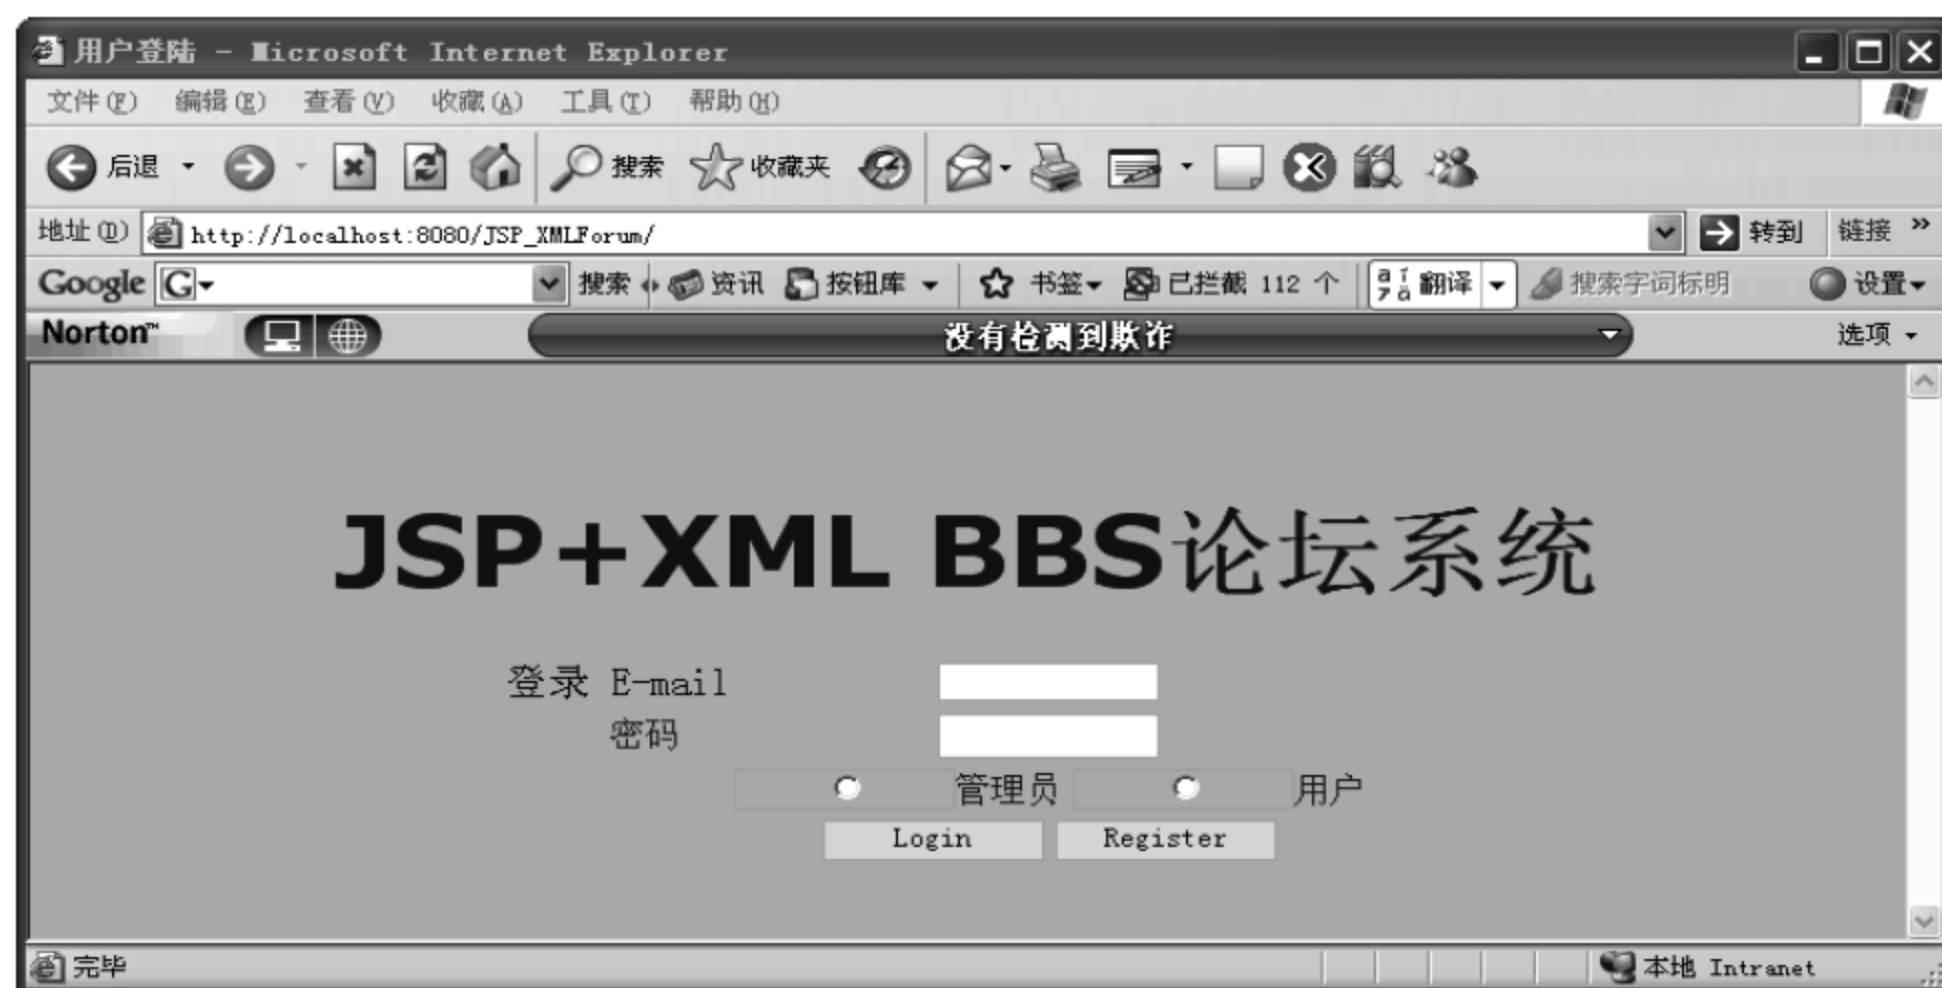 用户登陆 - Microsoft Internet Explorer
文件(F) 编辑(E) 查看(V) 收藏(A) 工具(T) 帮助(H)
后退 搜索 收藏夹
地址(D) http://localhost:8080/JSP_XMLForum/ 转到 链接 »
Google G 搜索 资讯 按钮库 书签 已拦截 112 个 翻译 搜索字词标明 设置
Norton™ 没有检测到欺诈 选项
JSP+XML BBS论坛系统
登录 E-mail
密码
管理员 用户
Login Register
完毕 本地 Intranet